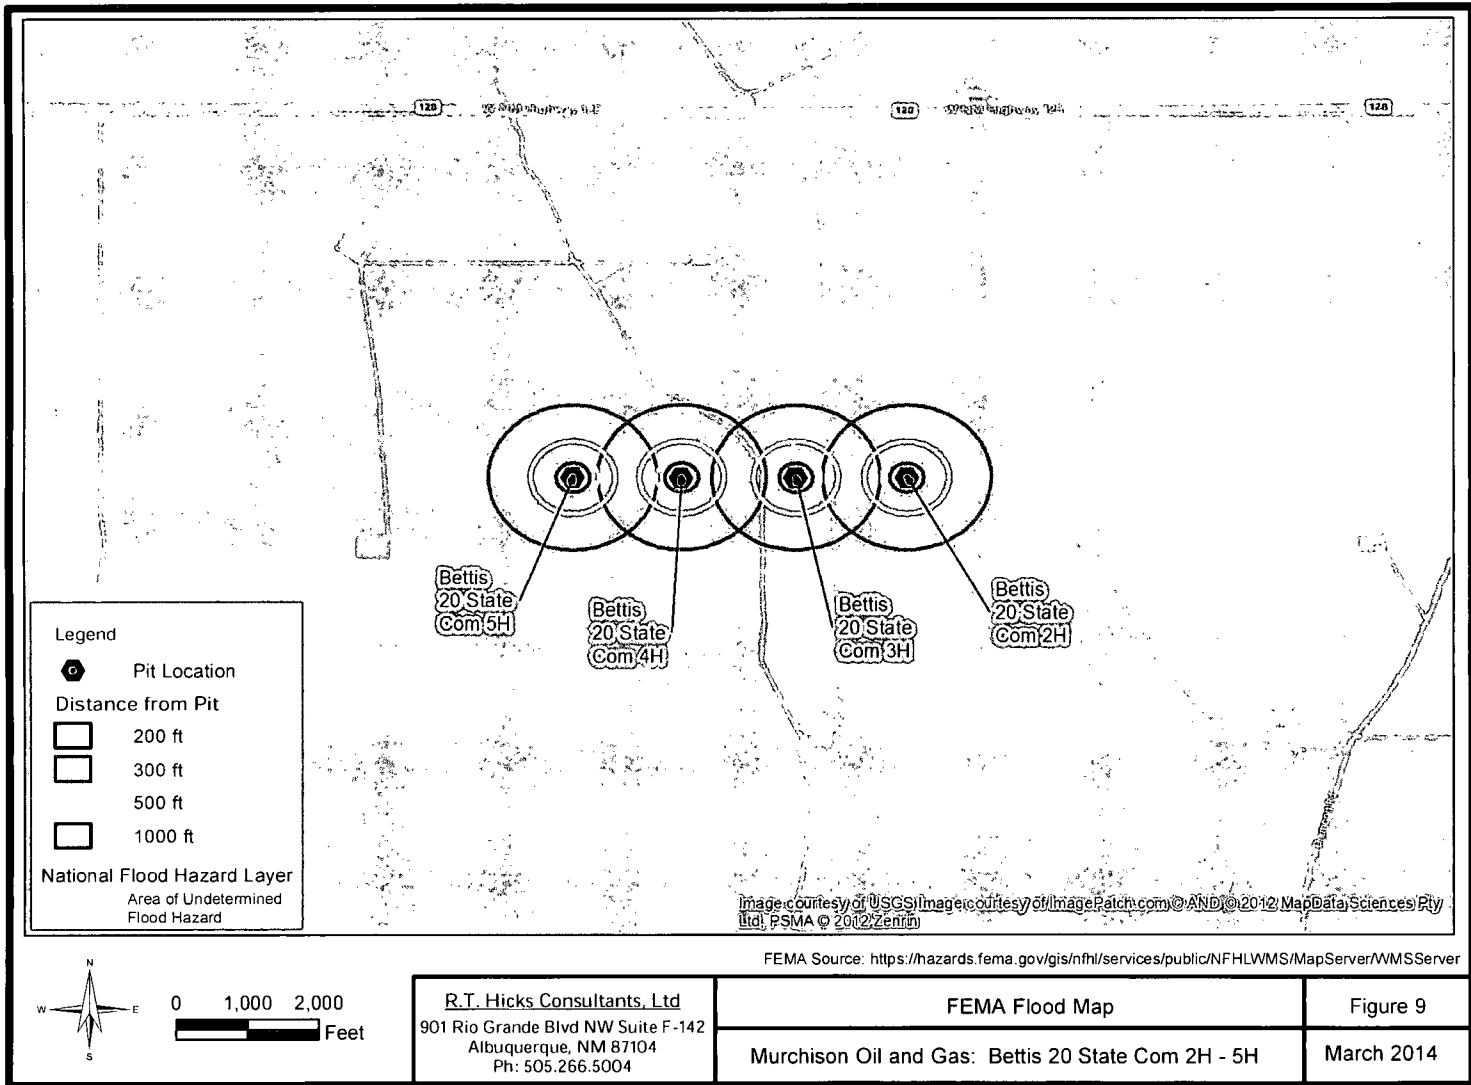 128
128
128
Bettis
20 State
Com 5H
Bettis
20 State
Com 4H
Bettis
20 State
Com 3H
Bettis
20 State
Com 2H
Legend
Pit Location
Distance from Pit
200 ft
300 ft
500 ft
1000 ft
National Flood Hazard Layer
Area of Undetermined
Flood Hazard
Image courtesy of USGS Image courtesy of ImagePatch.com © AND © 2012 MapData Sciences Pty
Ltd, PSMA © 2012 Zenrin
FEMA Source: https://hazards.fema.gov/gis/nfhl/services/public/NFHLWMS/MapServer/WMSServer
N
W
E
S
0 1,000 2,000
Feet
R.T. Hicks Consultants, Ltd
901 Rio Grande Blvd NW Suite F-142
Albuquerque, NM 87104
Ph: 505.266.5004
FEMA Flood Map
Murchison Oil and Gas: Bettis 20 State Com 2H - 5H
Figure 9
March 2014